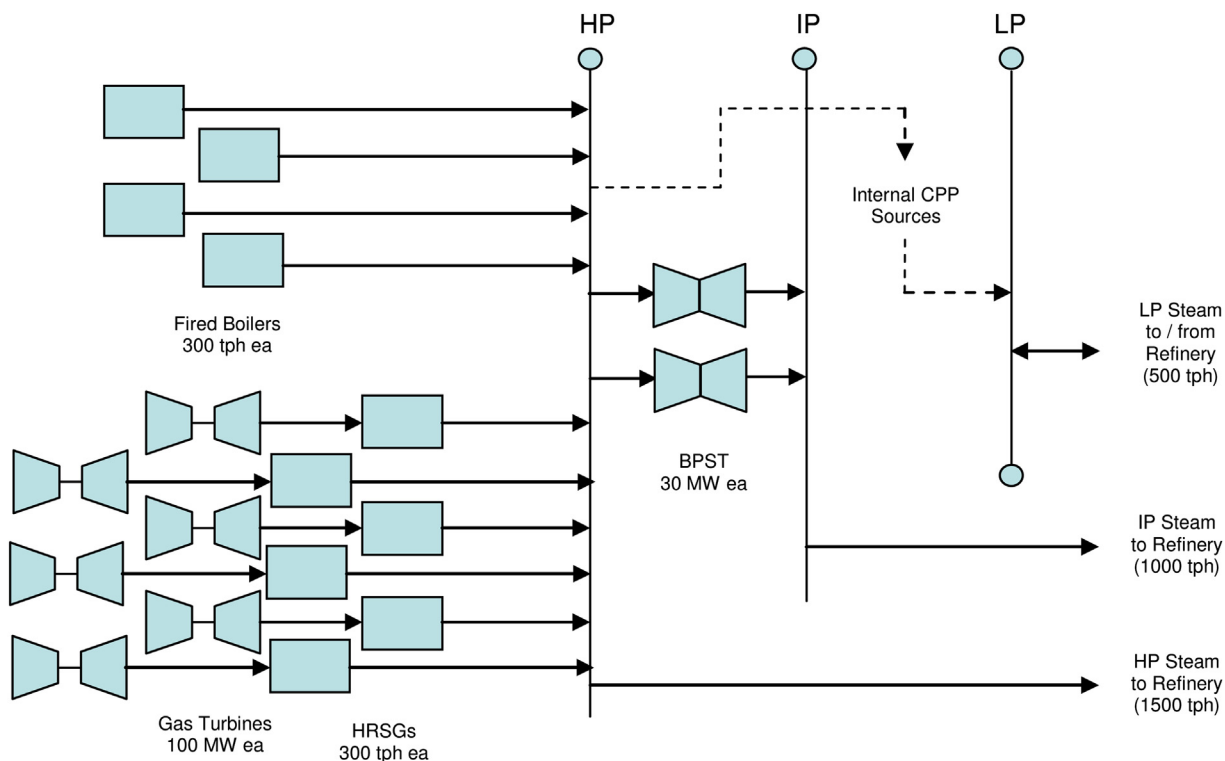 HP
IP
LP
Internal CPP
Sources
Fired Boilers
300 tph ea
LP Steam
to / from
Refinery
(500 tph)
BPST
30 MW ea
IP Steam
to Refinery
(1000 tph)
HP Steam
to Refinery
(1500 tph)
Gas Turbines
100 MW ea
HRSGs
300 tph ea